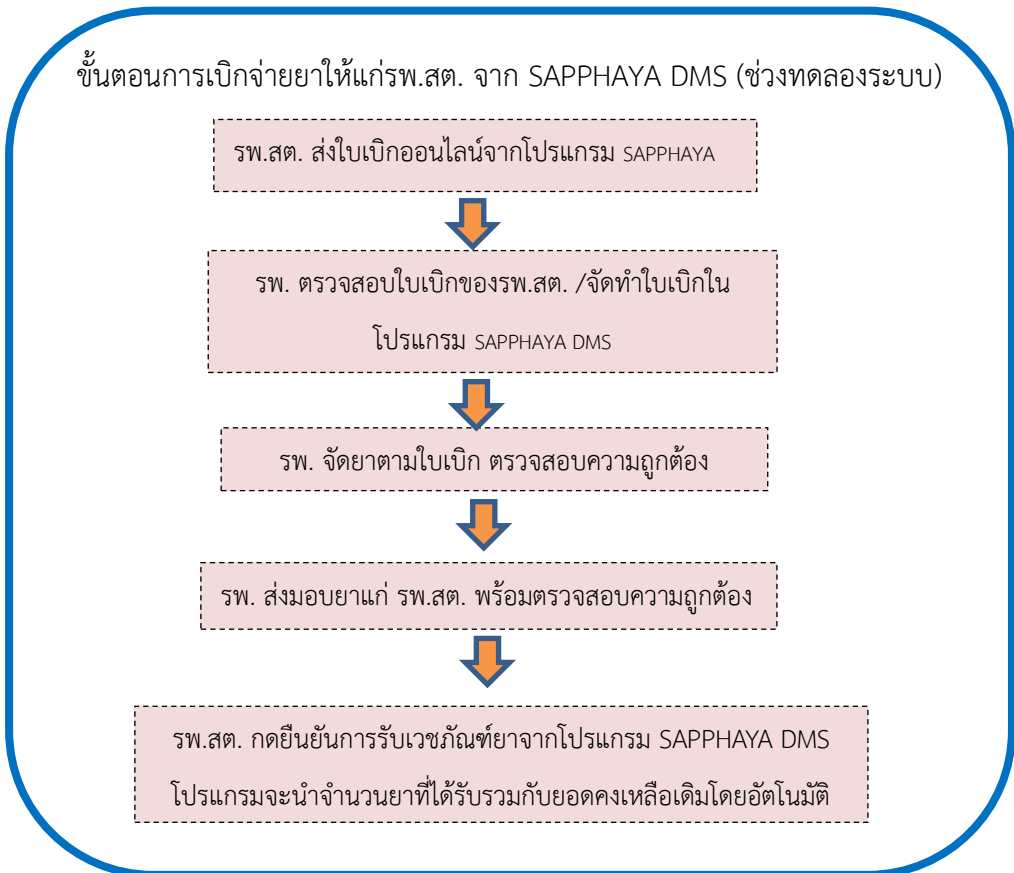 ขั้นตอนการเบิกจ่ายยาให้แก่รพ.สต. จาก SAPPHAYA DMS (ช่วงทดลองระบบ)
รพ.สต. ส่งใบเบิกออนไลน์จากโปรแกรม SAPPHAYA
รพ. ตรวจสอบใบเบิกของรพ.สต. /จัดทำใบเบิกใน
โปรแกรม SAPPHAYA DMS
รพ. จัดยาตามใบเบิก ตรวจสอบความถูกต้อง
รพ. ส่งมอบยาแก่ รพ.สต. พร้อมตรวจสอบความถูกต้อง
รพ.สต. กดยืนยันการรับเวชภัณฑ์ยาจากโปรแกรม SAPPHAYA DMS
โปรแกรมจะนำจำนวนยาที่ได้รับรวมกับยอดคงเหลือเดิมโดยอัตโนมัติ